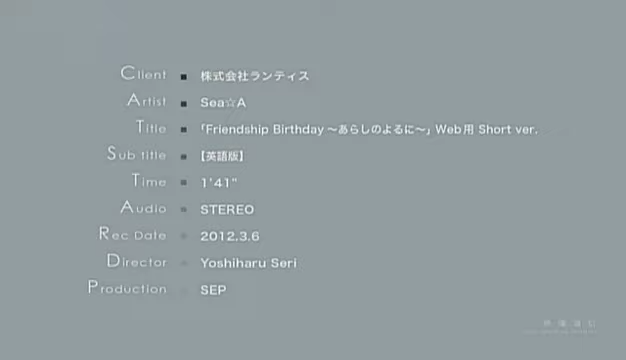 Client ■ 株式会社ランティス
Artist ■ Sea☆A
Title ■ 「Friendship Birthday ～あらしのよるに～」 Web用 Short ver.
Sub title ■ 【英語版】
Time ■ 1'41"
Audio ■ STEREO
Rec Date ■ 2012.3.6
Director ■ Yoshiharu Seri
Production ■ SEP